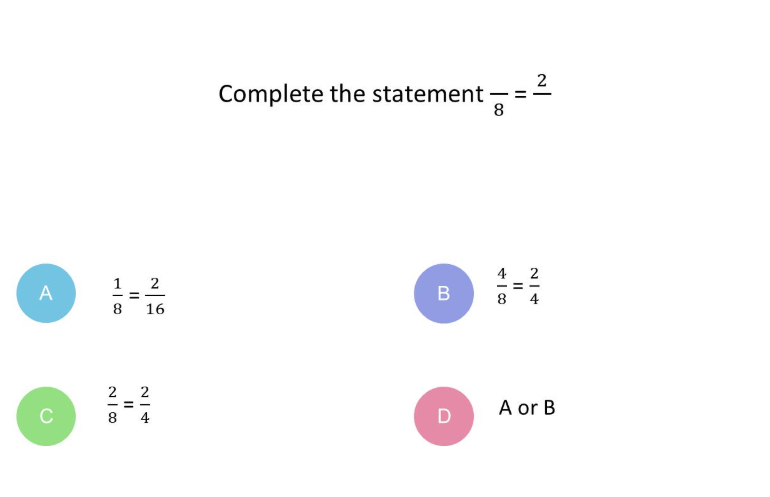 Complete the statement —/8 = 2/—
A
1/8 = 2/16
B
4/8 = 2/4
C
2/8 = 2/4
D
A or B